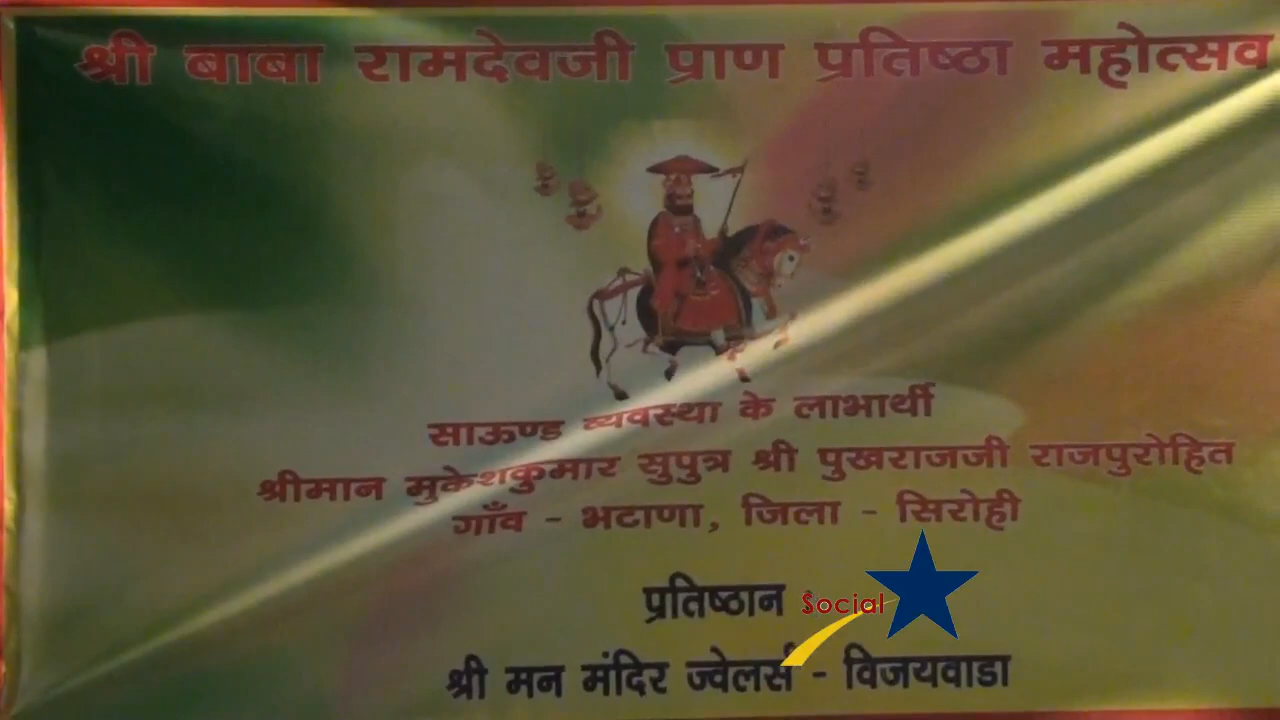 श्री बाबा रामदेवजी प्राण प्रतिष्ठा महोत्सव
साऊण्ड व्यवस्था के लाभार्थी
श्रीमान मुकेशकुमार सुपुत्र श्री पुखराजजी राजपुरोहित
गाँव - भटाणा, जिला - सिरोही
प्रतिष्ठान
Social
श्री मन मंदिर ज्वेलर्स - विजयवाडा